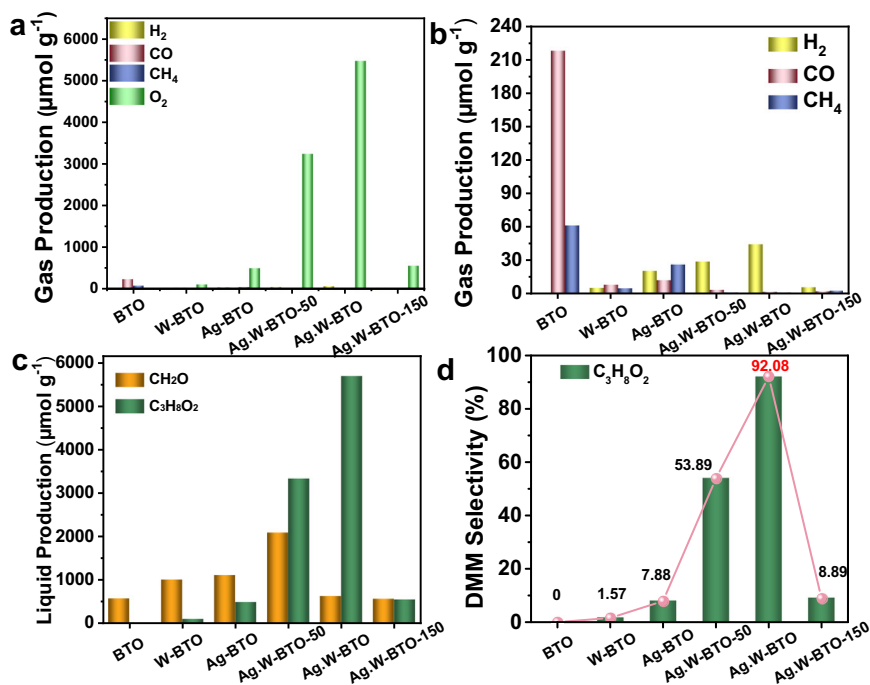 a
Gas Production (µmol g⁻¹)
6000
5000
4000
3000
2000
1000
0
H₂
CO
CH₄
O₂
BTO
W-BTO
Ag-BTO
Ag.W-BTO-50
Ag.W-BTO
Ag.W-BTO-150
b
Gas Production (µmol g⁻¹)
240
210
180
150
120
90
60
30
0
H₂
CO
CH₄
BTO
W-BTO
Ag-BTO
Ag.W-BTO-50
Ag.W-BTO
Ag.W-BTO-150
c
Liquid Production (µmol g⁻¹)
6000
5000
4000
3000
2000
1000
0
CH₂O
C₃H₈O₂
BTO
W-BTO
Ag-BTO
Ag.W-BTO-50
Ag.W-BTO
Ag.W-BTO-150
d
DMM Selectivity (%)
100
80
60
40
20
0
C₃H₈O₂
0
1.57
7.88
53.89
92.08
8.89
BTO
W-BTO
Ag-BTO
Ag.W-BTO-50
Ag.W-BTO
Ag.W-BTO-150